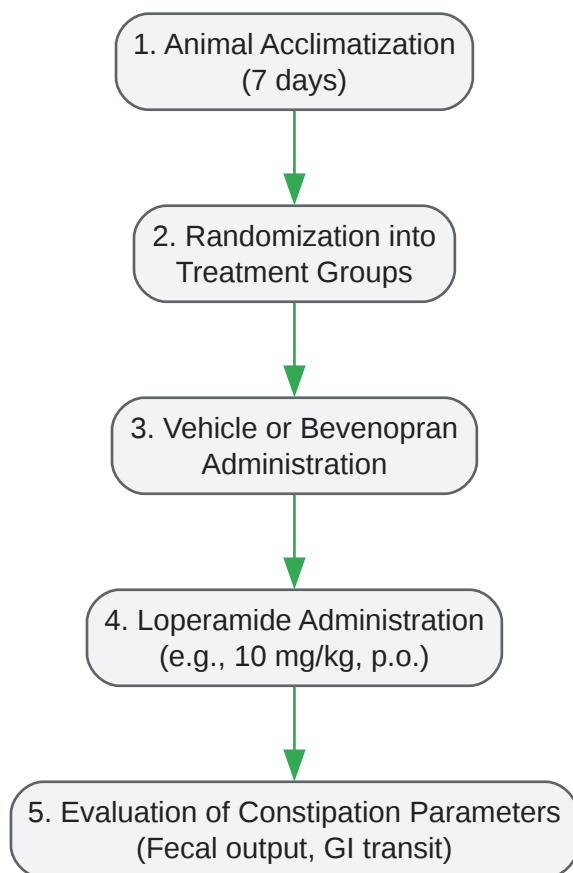 1. Animal Acclimatization
(7 days)
2. Randomization into
Treatment Groups
3. Vehicle or Bevenopran
Administration
4. Loperamide Administration
(e.g., 10 mg/kg, p.o.)
5. Evaluation of Constipation Parameters
(Fecal output, GI transit)